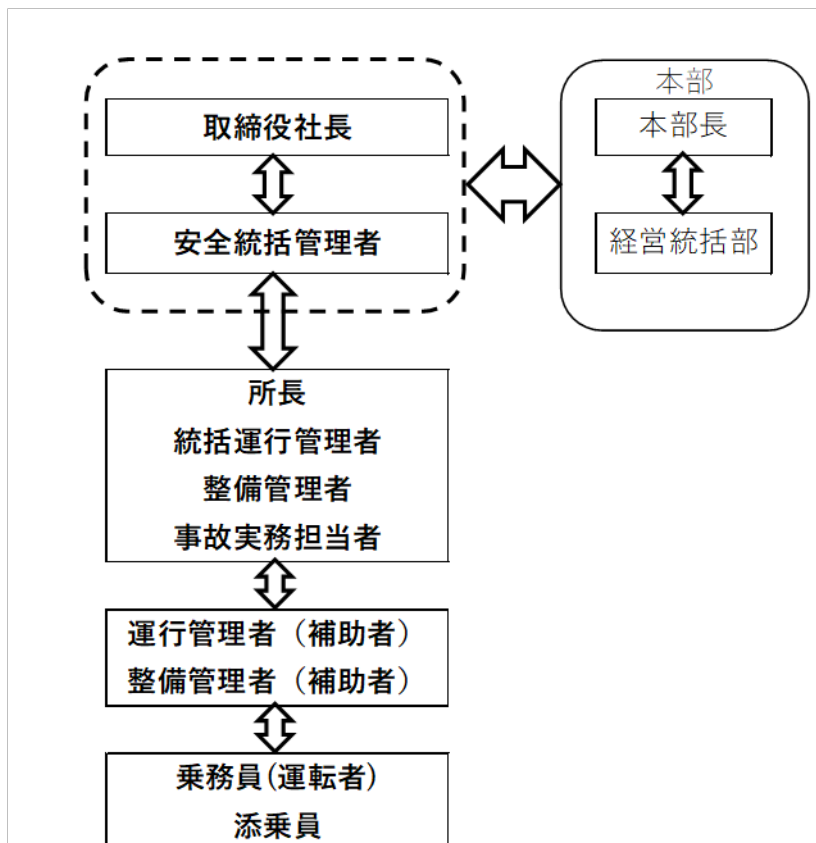 取締役社長
安全統括管理者
本部
本部長
経営統括部
所長
統括運行管理者
整備管理者
事故実務担当者
運行管理者（補助者）
整備管理者（補助者）
乗務員(運転者)
添乗員